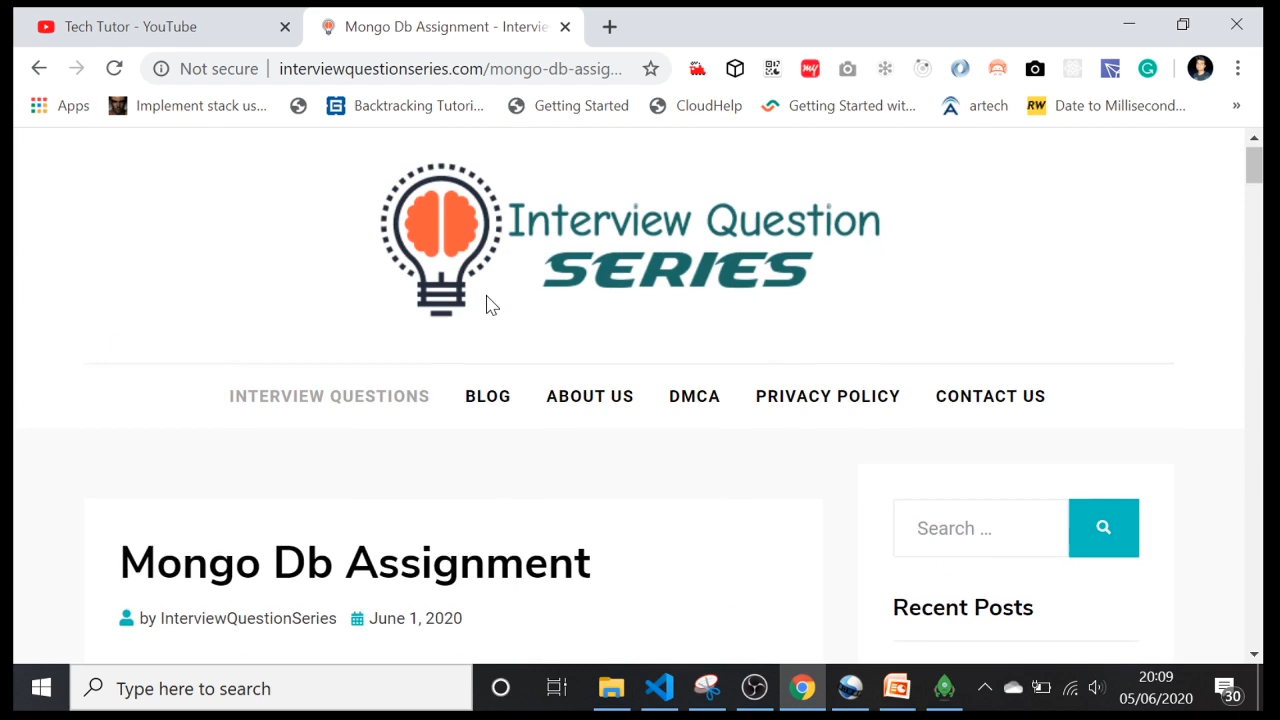 Tech Tutor - YouTube
Mongo Db Assignment - Intervie
Not secure | interviewquestionseries.com/mongo-db-assig...
Apps
Implement stack us...
Backtracking Tutori...
Getting Started
CloudHelp
Getting Started wit...
artech
RW
Date to Millisecond...
»
Interview Question
SERIES
INTERVIEW QUESTIONS
BLOG
ABOUT US
DMCA
PRIVACY POLICY
CONTACT US
Mongo Db Assignment
by InterviewQuestionSeries
June 1, 2020
Search ...
Recent Posts
Type here to search
20:09
05/06/2020
30